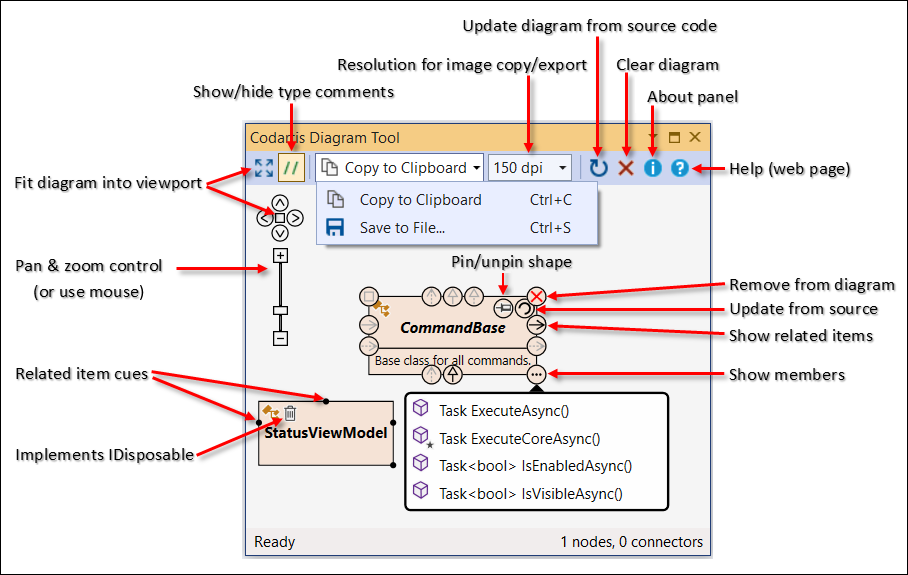 Update diagram from source code
Resolution for image copy/export
Clear diagram
Show/hide type comments
About panel
Codartis Diagram Tool
Fit diagram into viewport
//
Copy to Clipboard
150 dpi
Help (web page)
Copy to Clipboard Ctrl+C
Save to File... Ctrl+S
Pan & zoom control
(or use mouse)
Pin/unpin shape
Remove from diagram
Update from source
CommandBase
Show related items
Base class for all commands.
Related item cues
Show members
Task ExecuteAsync()
StatusViewModel
Task ExecuteCoreAsync()
Implements IDisposable
Task<bool> IsEnabledAsync()
Task<bool> IsVisibleAsync()
Ready
1 nodes, 0 connectors